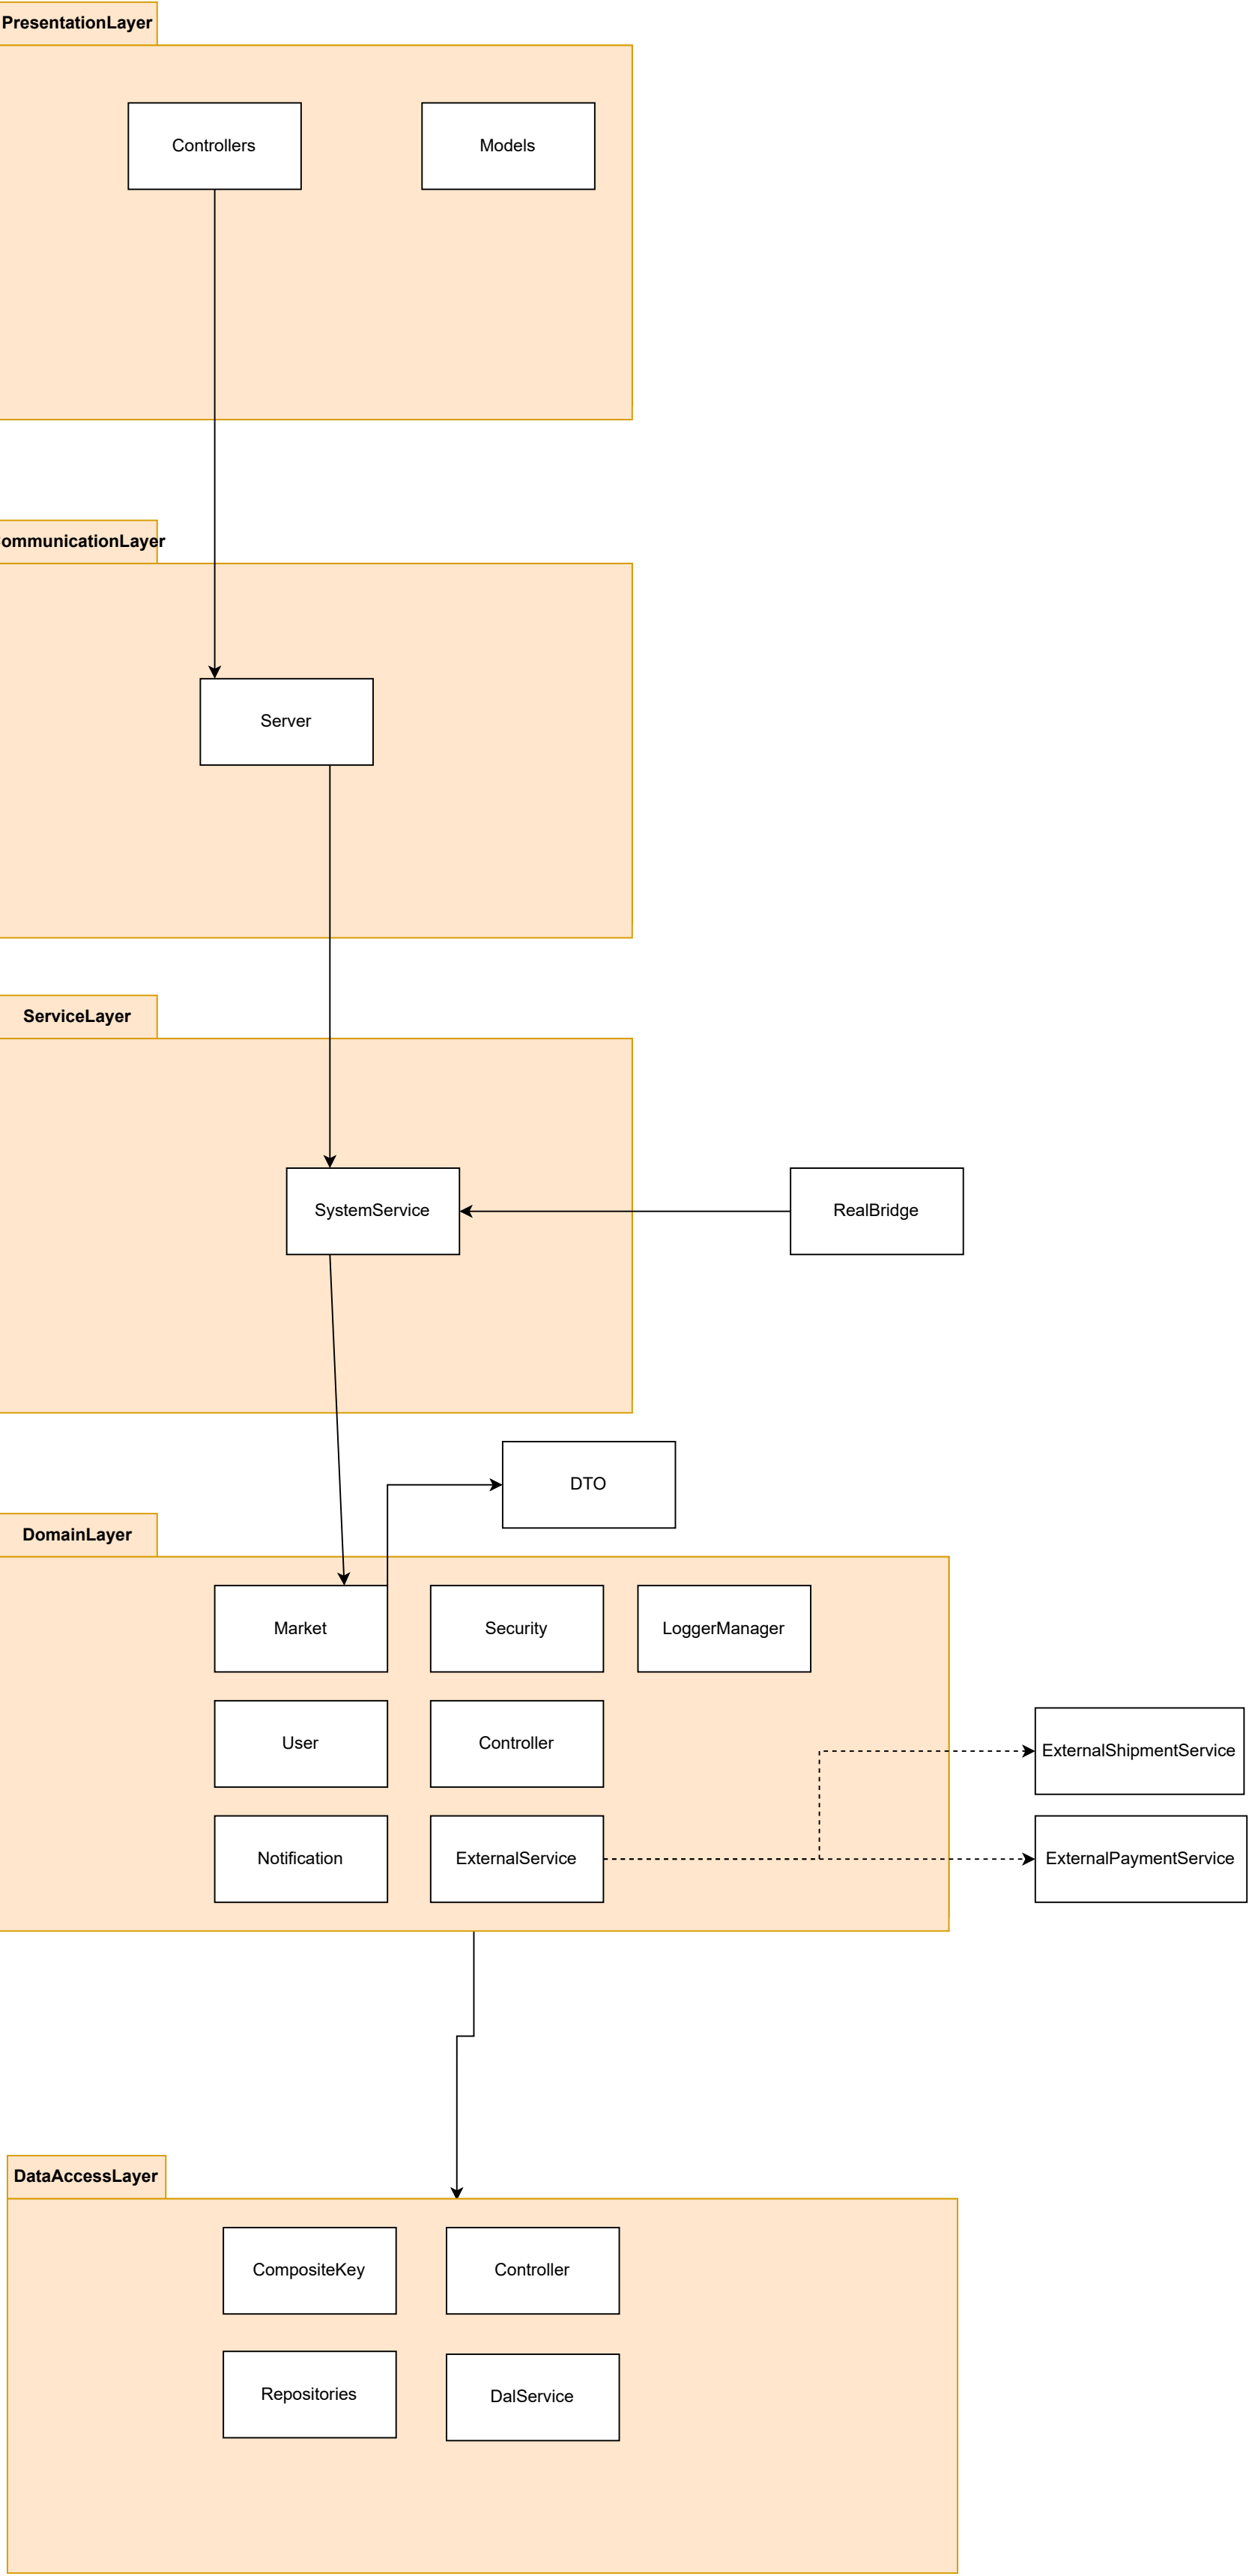 PresentationLayer
Controllers
Models
ommunicationLayer
Server
ServiceLayer
SystemService
RealBridge
DTO
DomainLayer
Market
Security
LoggerManager
User
Controller
ExternalShipmentService
Notification
ExternalService
ExternalPaymentService
DataAccessLayer
CompositeKey
Controller
Repositories
DalService